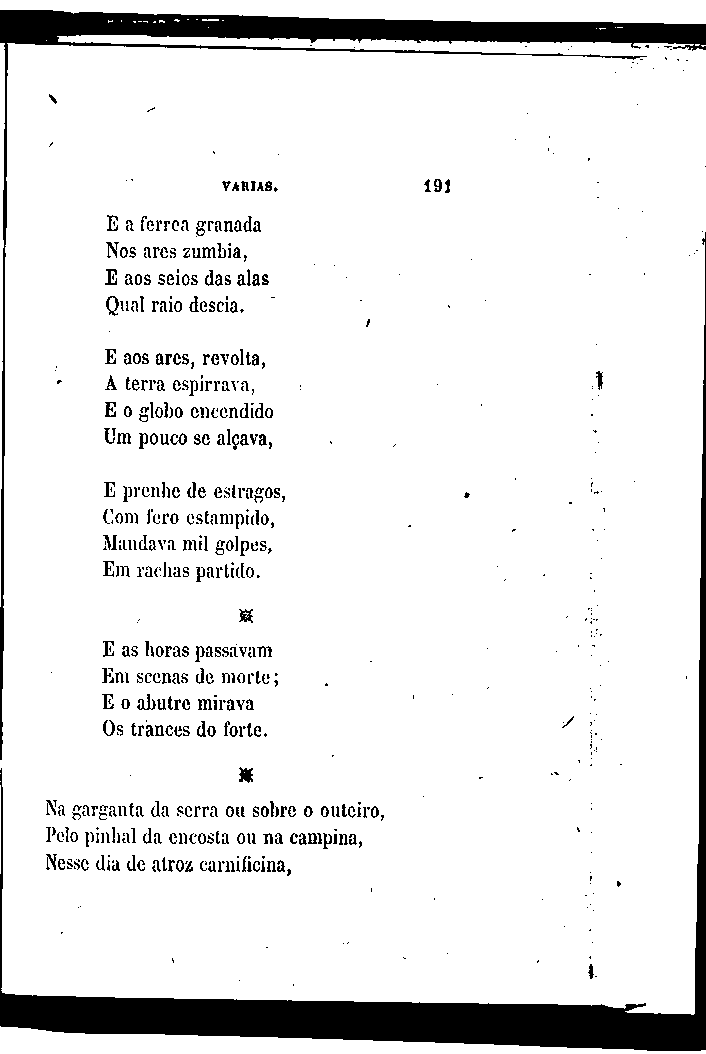 VARIAS. 191
E a ferrea granada
Nos ares zumbia,
E aos seios das alas
Qual raio descia.
E aos ares, revolta,
A terra espirrava,
E o globo encendido
Um pouco se alçava,
E prenhe de estragos,
Com fero estampido,
Mandava mil golpes,
Em rachas partido.
E as horas passavam
Em scenas de morte;
E o abutre mirava
Os trances do forte.
Na garganta da serra ou sobre o outeiro,
Pelo pinhal da encosta ou na campina,
Nesse dia de atroz carnificina,